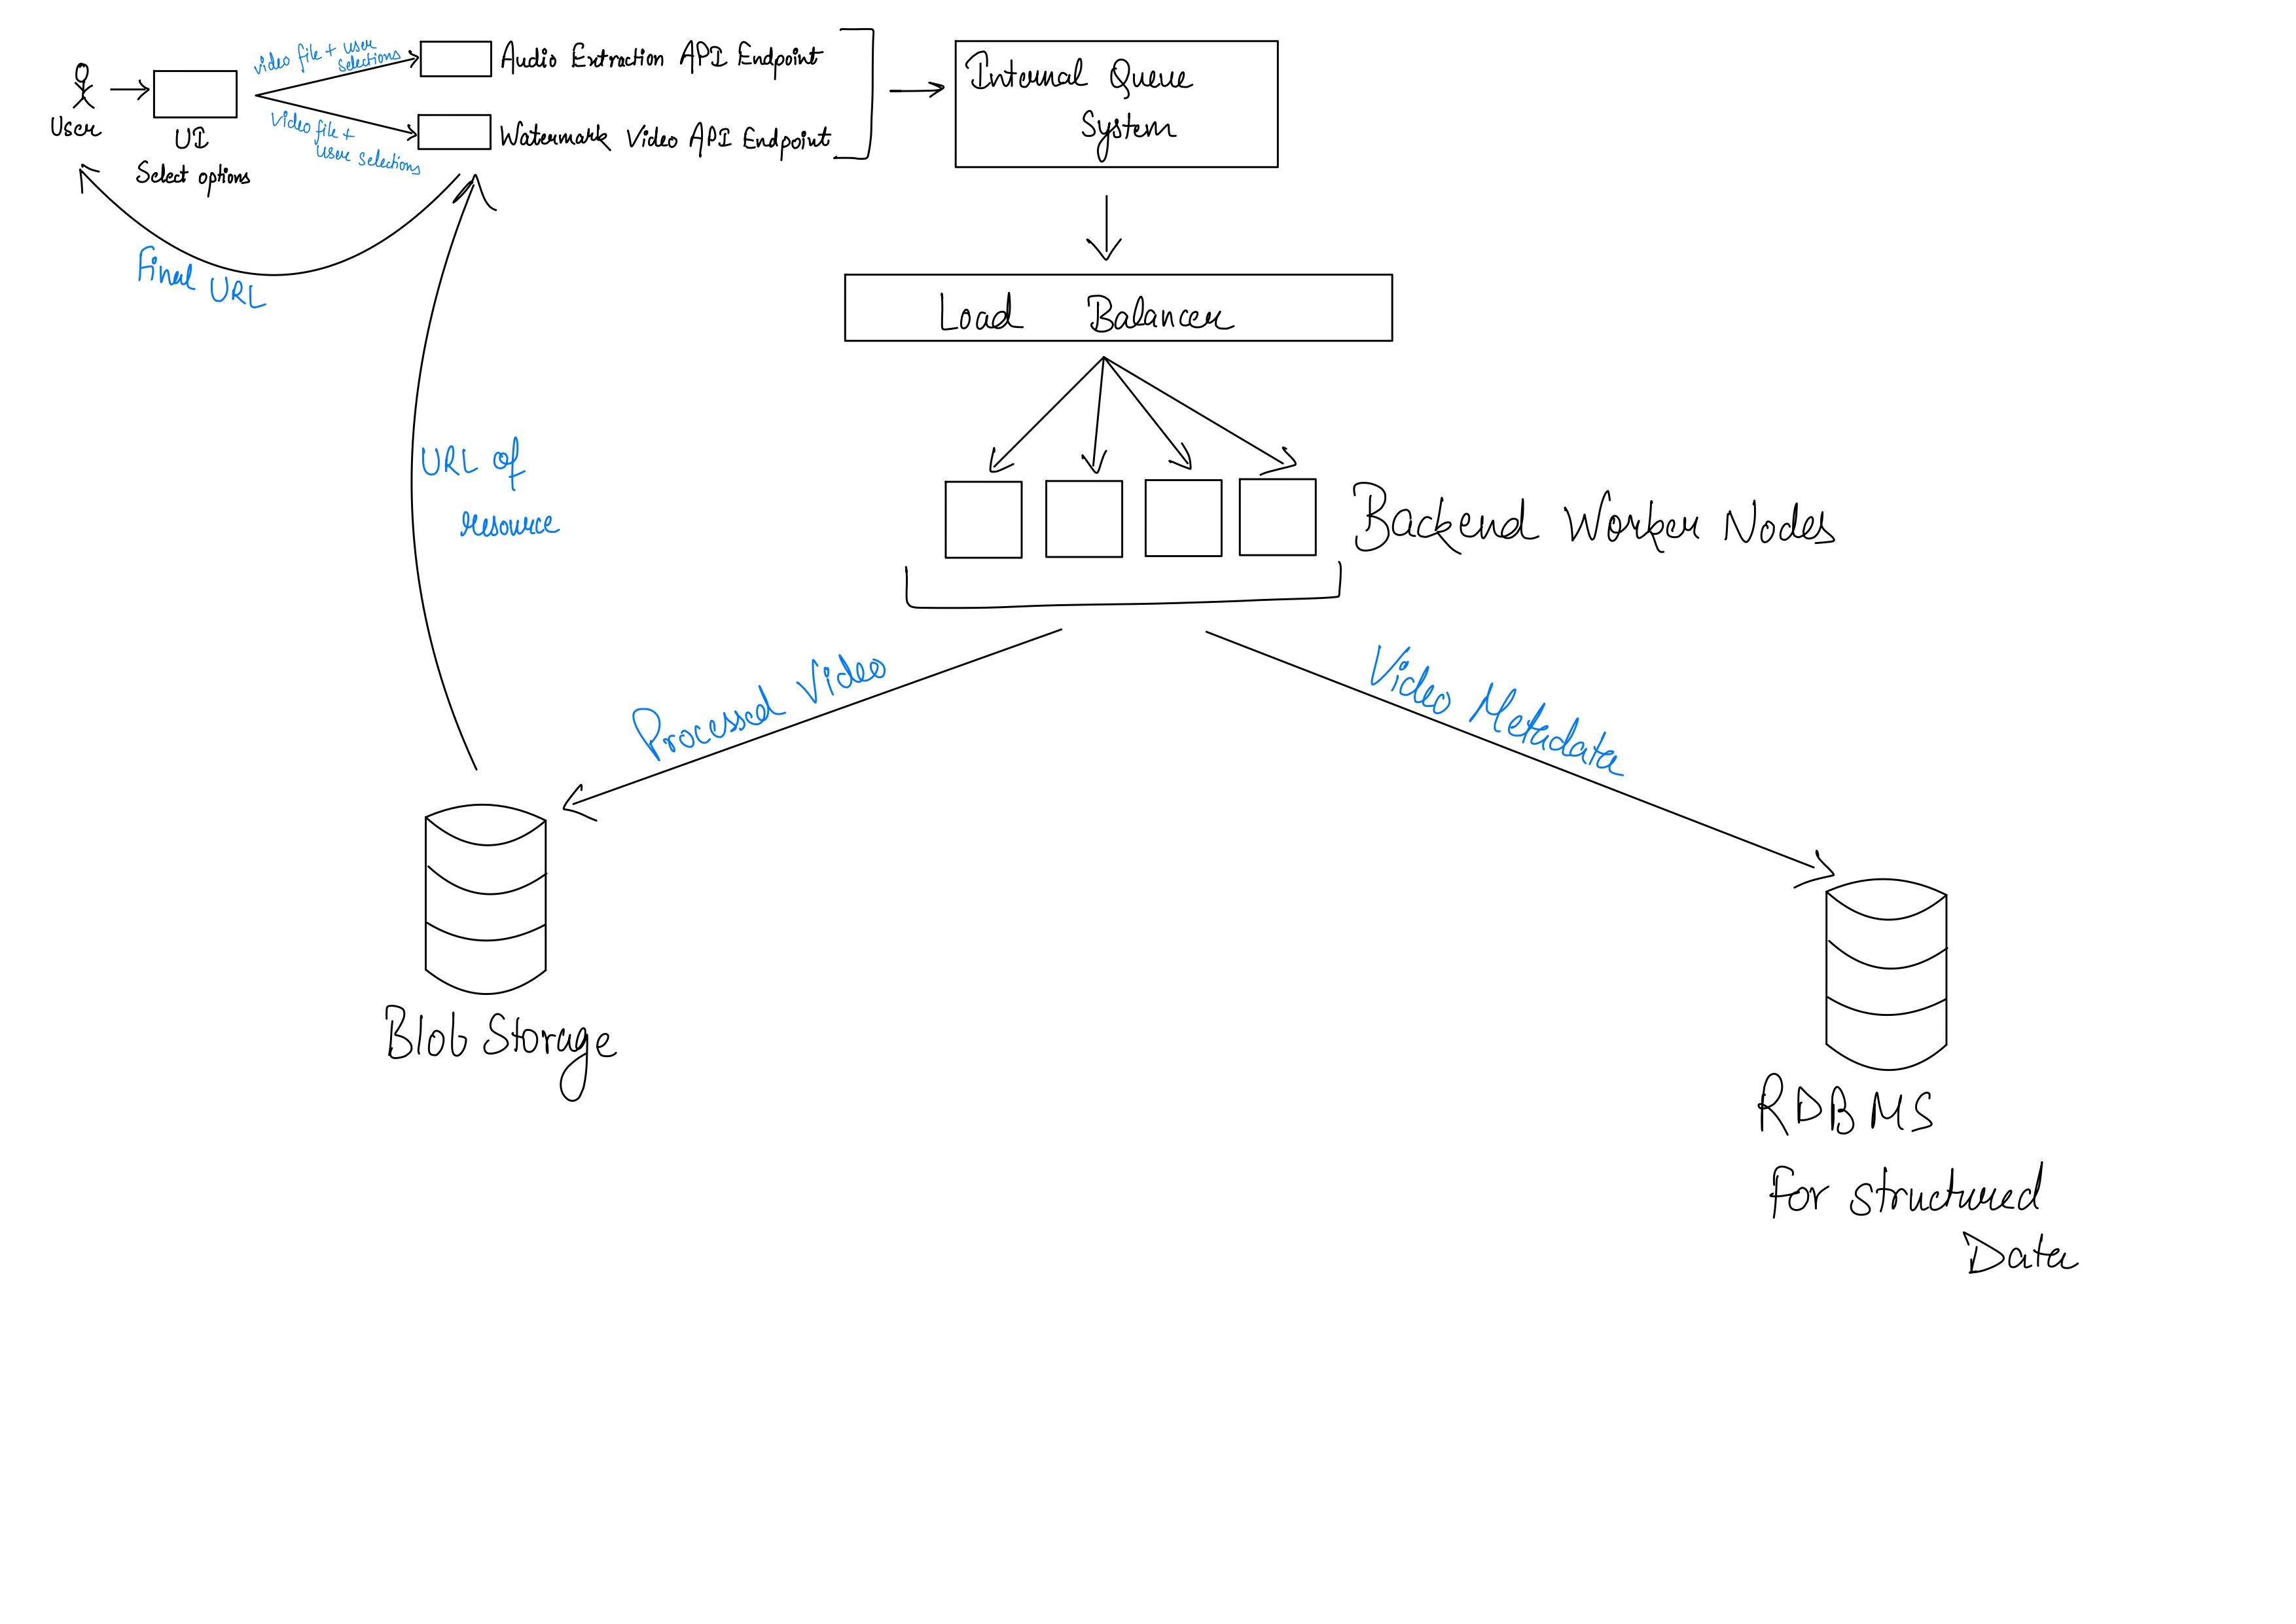 User
UI
Select options
video file + user
selections
Video file +
user selections
Audio Extraction API Endpoint
Watermark Video API Endpoint
Internal Queue
System
Final URL
Load Balancer
URL of
resource
Backend Worker Nodes
Processed Video
Video Metadata
Blob Storage
RDBMS
For structured
Data